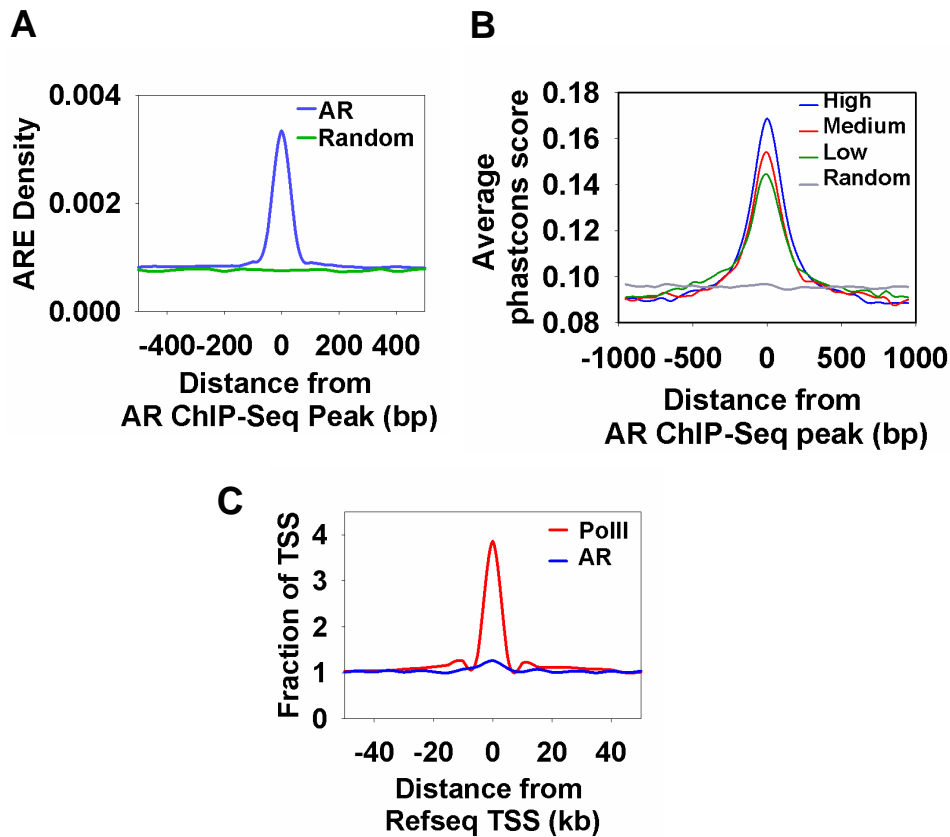 A
ARE Density
0.004
0.002
0.000
AR
Random
-400-200 0 200 400
Distance from
AR ChIP-Seq Peak (bp)
B
Average
phastcons score
0.18
0.16
0.14
0.12
0.10
0.08
High
Medium
Low
Random
-1000 -500 0 500 1000
Distance from
AR ChIP-Seq peak (bp)
C
Fraction of TSS
4
3
2
1
0
PolII
AR
-40 -20 0 20 40
Distance from
Refseq TSS (kb)